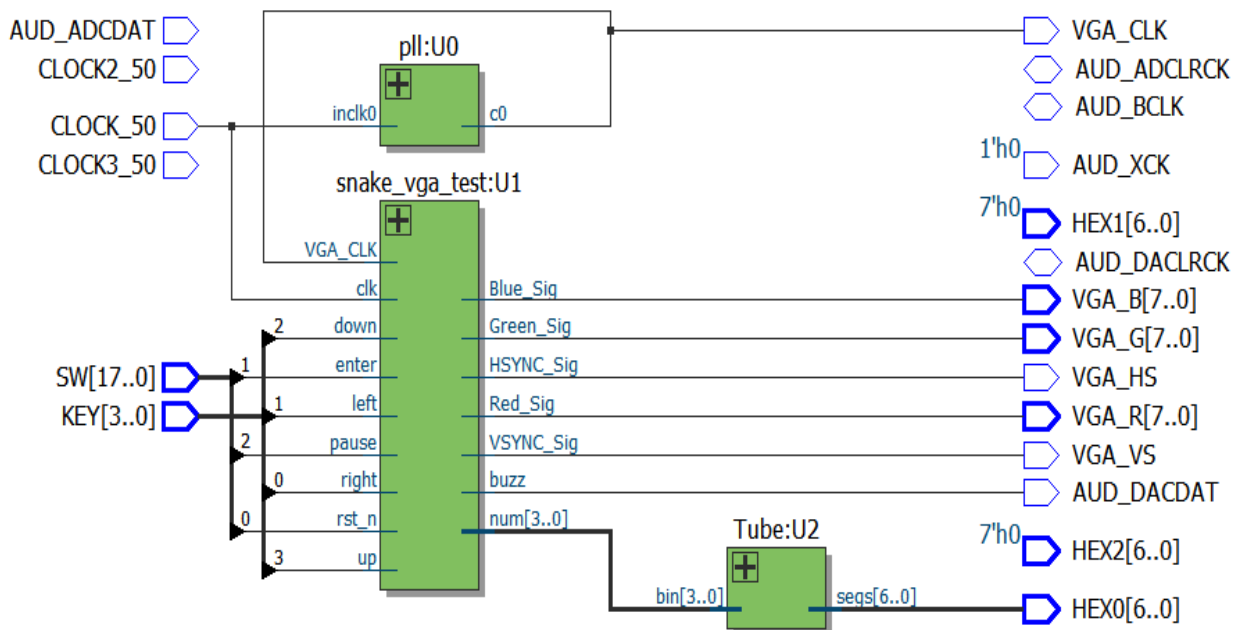 AUD_ADCDAT
CLOCK2_50
CLOCK_50
CLOCK3_50
SW[17..0]
KEY[3..0]
pll:U0
inclk0 c0
snake_vga_test:U1
VGA_CLK
clk Blue_Sig
2 down Green_Sig
1 enter HSYNC_Sig
1 left Red_Sig
2 pause VSYNC_Sig
0 right buzz
0 rst_n num[3..0]
3 up
Tube:U2
bin[3..0] seqs[6..0]
VGA_CLK
AUD_ADCLRCK
AUD_BCLK
1'h0 AUD_XCK
7'h0 HEX1[6..0]
AUD_DACLRCK
VGA_B[7..0]
VGA_G[7..0]
VGA_HS
VGA_R[7..0]
VGA_VS
AUD_DACDAT
7'h0 HEX2[6..0]
HEX0[6..0]